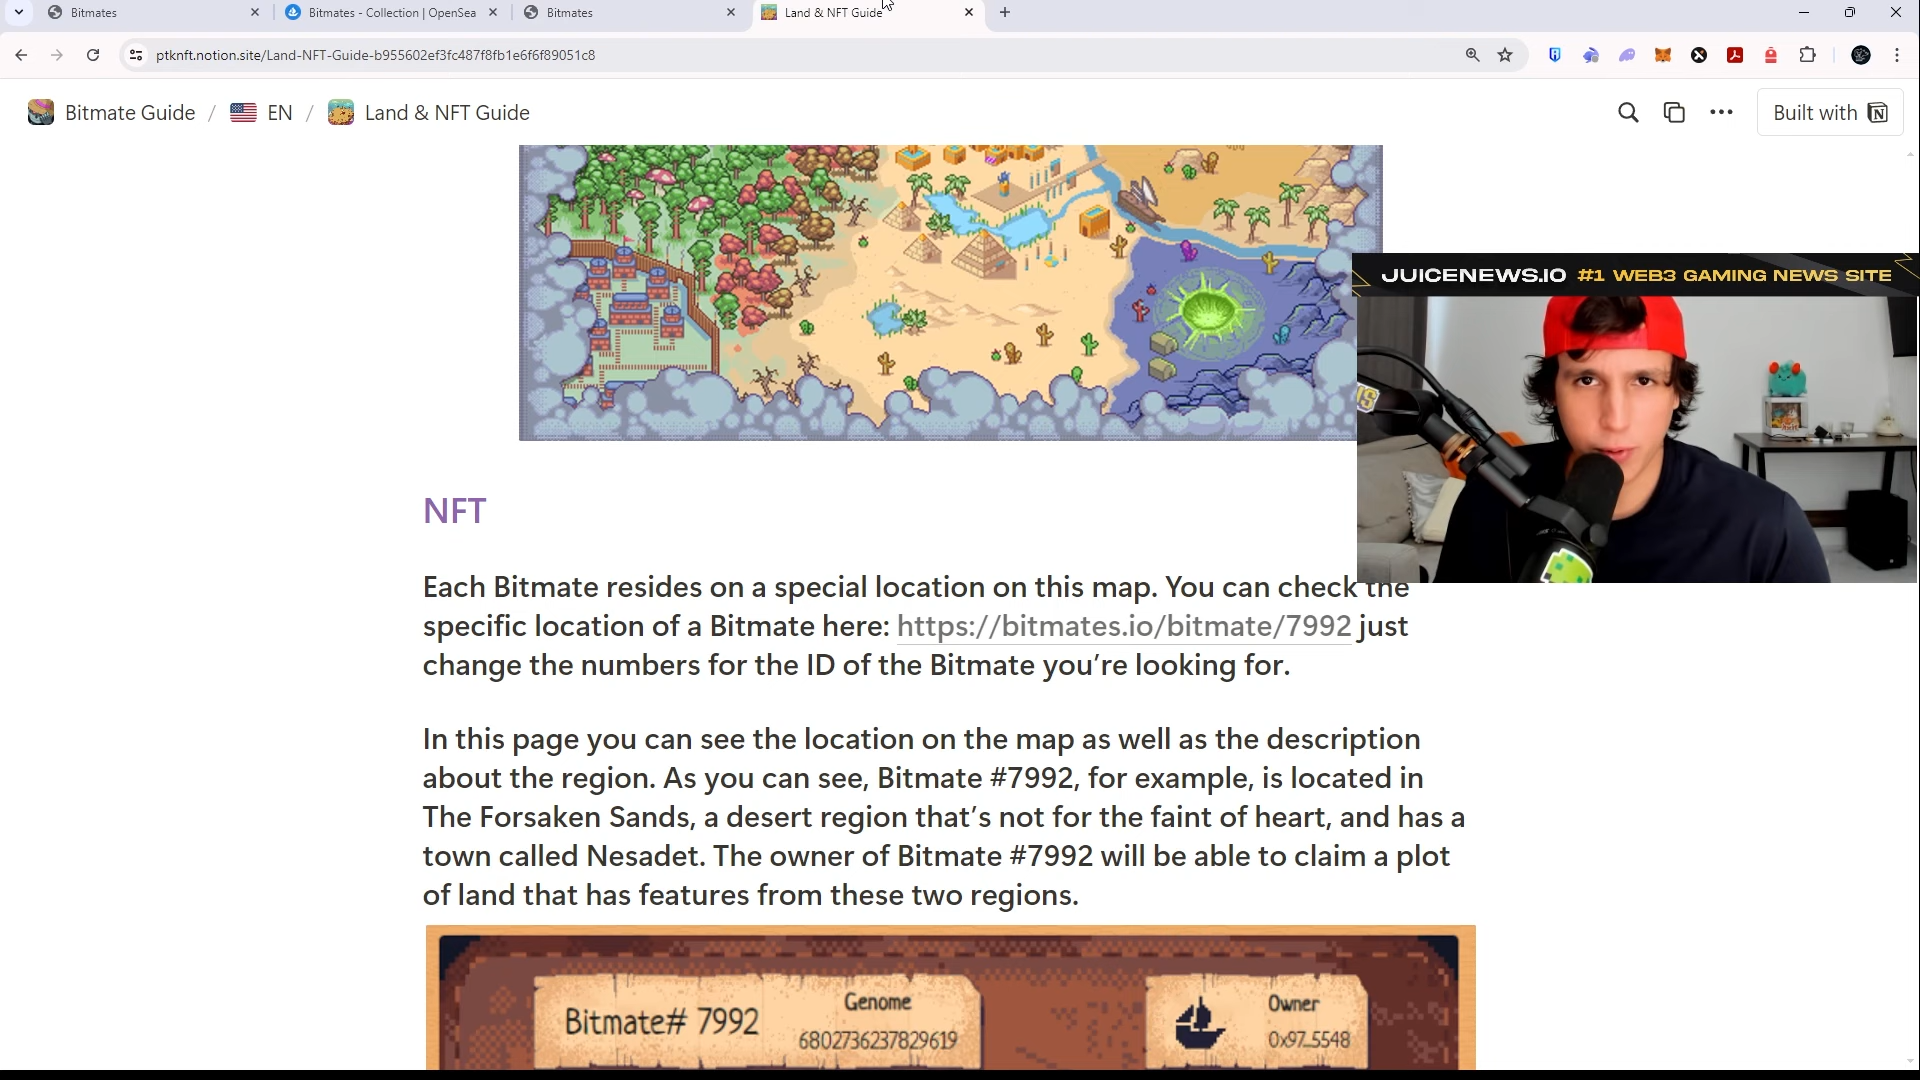 Bitmates
Bitmates - Collection | OpenSea
Bitmates
Land & NFT Guide
ptknft.notion.site/Land-NFT-Guide-b955602ef3fc487f8fb1e6f6f89051c8
Bitmate Guide / EN / Land & NFT Guide
Built with
JUICENEWS.IO #1 WEB3 GAMING NEWS SITE
NFT
Each Bitmate resides on a special location on this map. You can check the
specific location of a Bitmate here: https://bitmates.io/bitmate/7992 just
change the numbers for the ID of the Bitmate you’re looking for.
In this page you can see the location on the map as well as the description
about the region. As you can see, Bitmate #7992, for example, is located in
The Forsaken Sands, a desert region that’s not for the faint of heart, and has a
town called Nesadet. The owner of Bitmate #7992 will be able to claim a plot
of land that has features from these two regions.
Bitmate# 7992
Genome
6802736237829619
Owner
0x97...5548